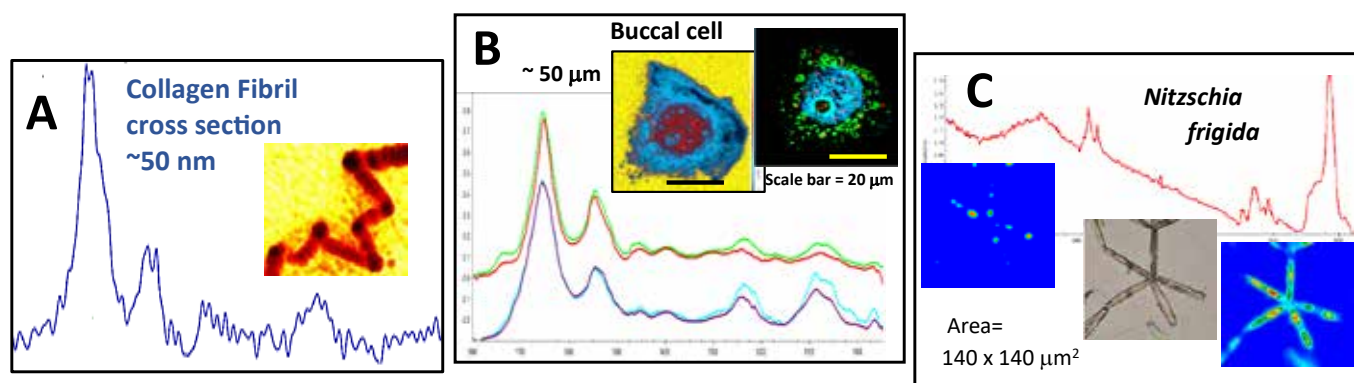 A
Collagen Fibril
cross section
~50 nm
B
Buccal cell
~ 50 μm
Scale bar = 20 μm
C
Nitzschia
frigida
Area=
140 x 140 μm²